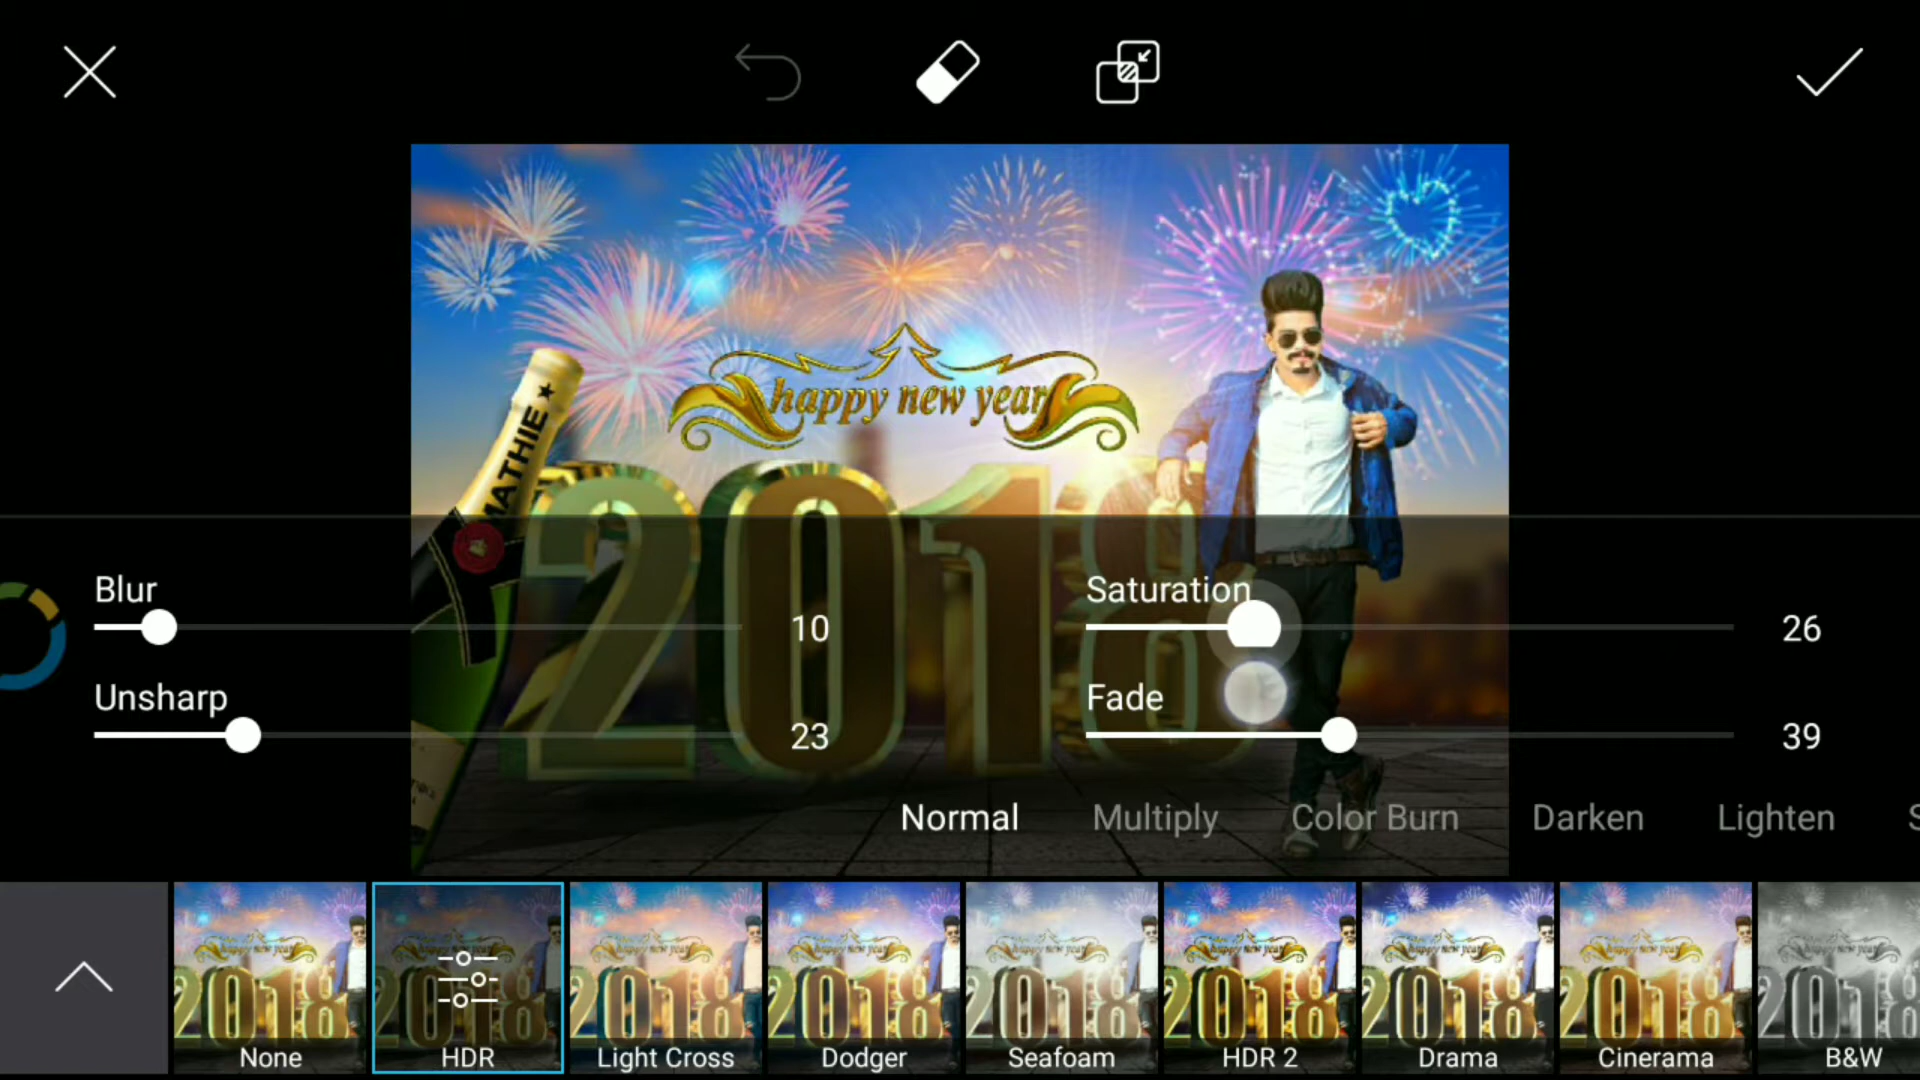 happy new year
MATHIE
2018
Blur
10
Saturation
26
Unsharp
23
Fade
39
Normal Multiply Color Burn Darken Lighten S
None HDR Light Cross Dodger Seafoam HDR 2 Drama Cinerama B&W